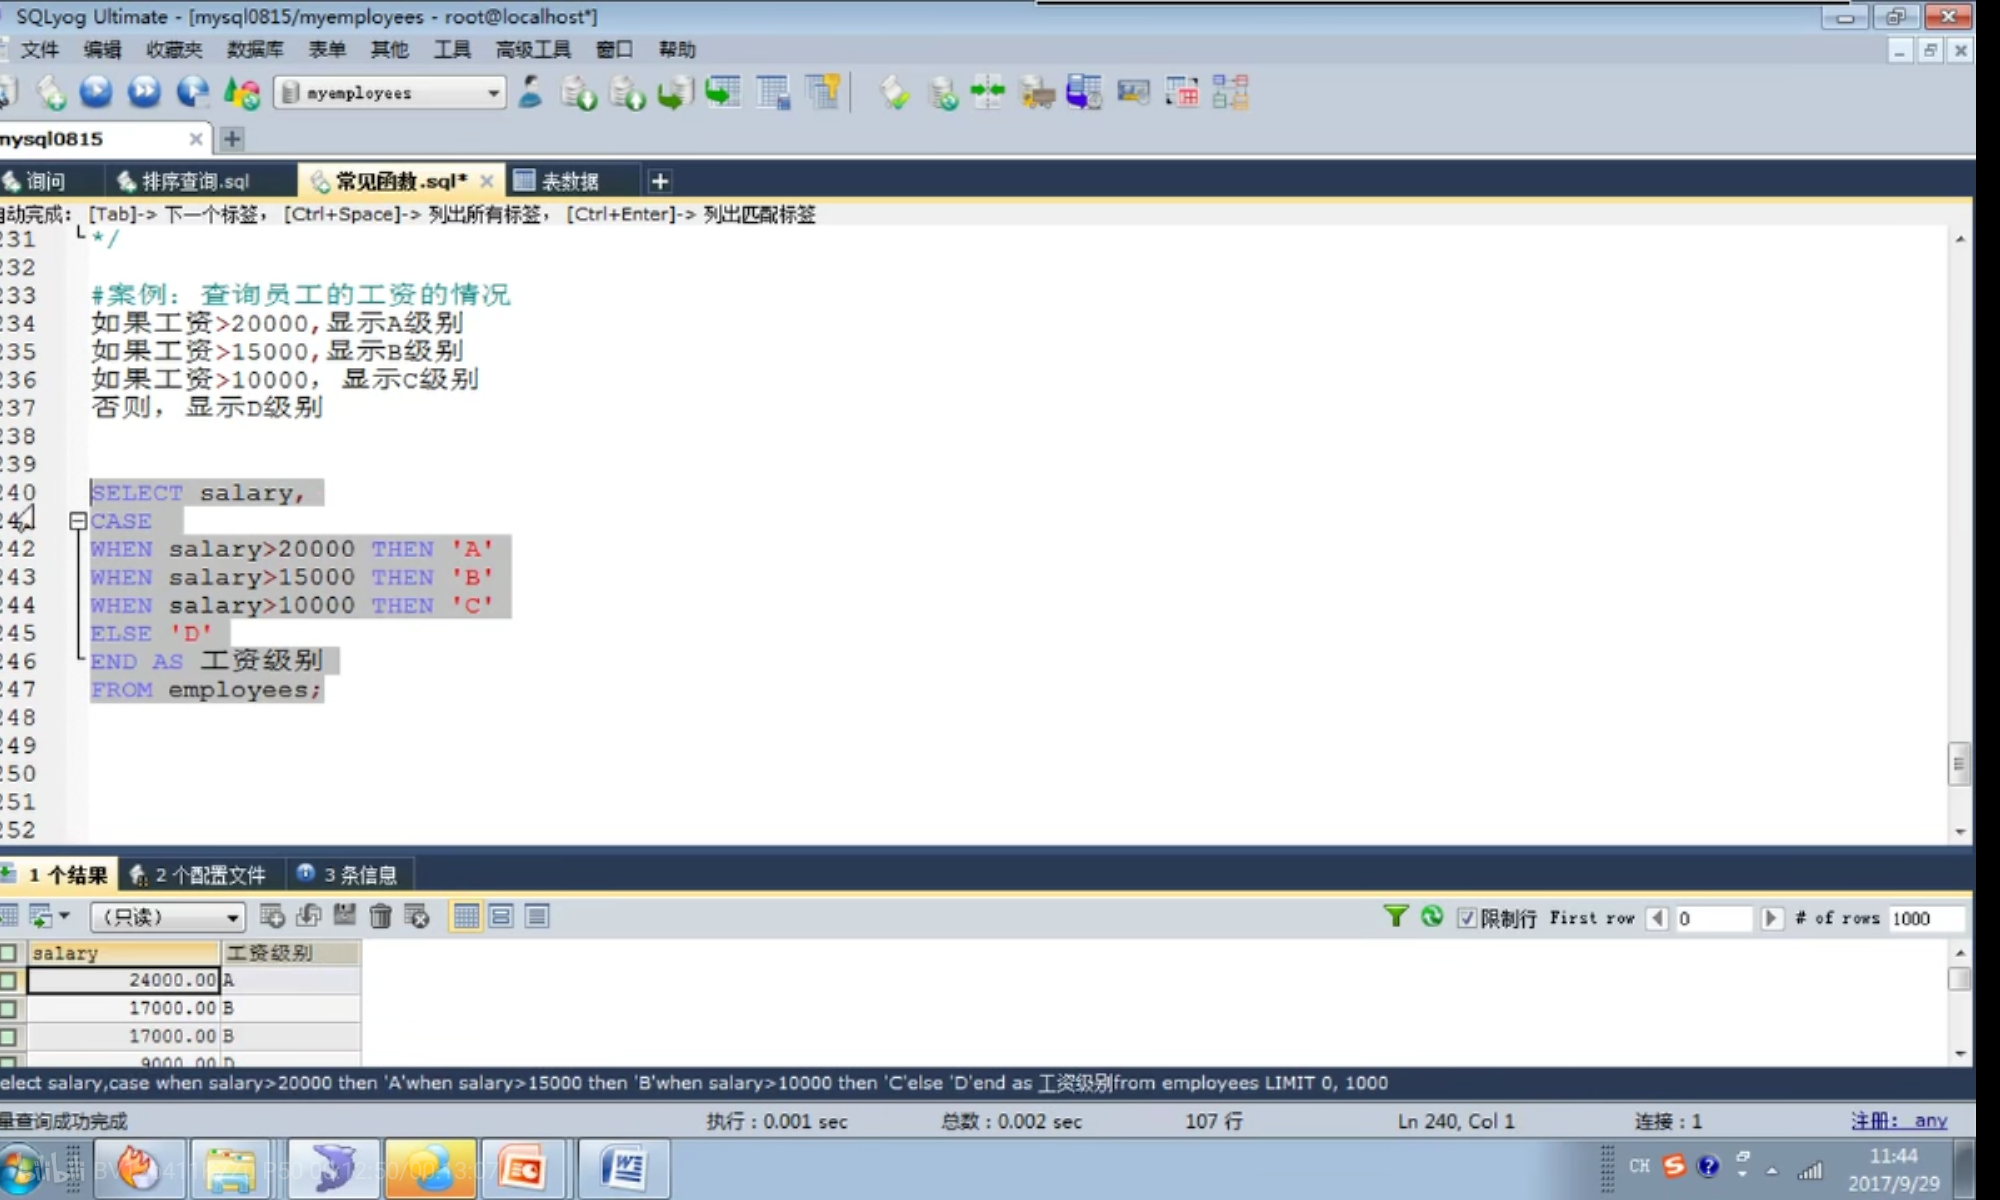 SQLyog Ultimate - [mysql0815/myemployees - root@localhost*]
文件 编辑 收藏夹 数据库 表单 其他 工具 高级工具 窗口 帮助
myemployees
mysql0815
询问 排序查询.sql 常见函数.sql* 表数据
自动完成: [Tab]-> 下一个标签, [Ctrl+Space]-> 列出所有标签, [Ctrl+Enter]-> 列出匹配标签
231 */
232
233 #案例: 查询员工的工资的情况
234 如果工资>20000,显示A级别
235 如果工资>15000,显示B级别
236 如果工资>10000, 显示C级别
237 否则, 显示D级别
238
239
240 SELECT salary,
241 CASE
242 WHEN salary>20000 THEN 'A'
243 WHEN salary>15000 THEN 'B'
244 WHEN salary>10000 THEN 'C'
245 ELSE 'D'
246 END AS 工资级别
247 FROM employees;
248
249
250
251
252
1 个结果 2 个配置文件 3 条信息
(只读) 限制行 First row 0 # of rows 1000
salary 工资级别
24000.00 A
17000.00 B
17000.00 B
9000.00 D
elect salary,case when salary>20000 then 'A'when salary>15000 then 'B'when salary>10000 then 'C'else 'D'end as 工资级别from employees LIMIT 0, 1000
量查询成功完成 执行 : 0.001 sec 总数 : 0.002 sec 107 行 Ln 240, Col 1 连接 : 1 注册: any
CH 11:44
2017/9/29